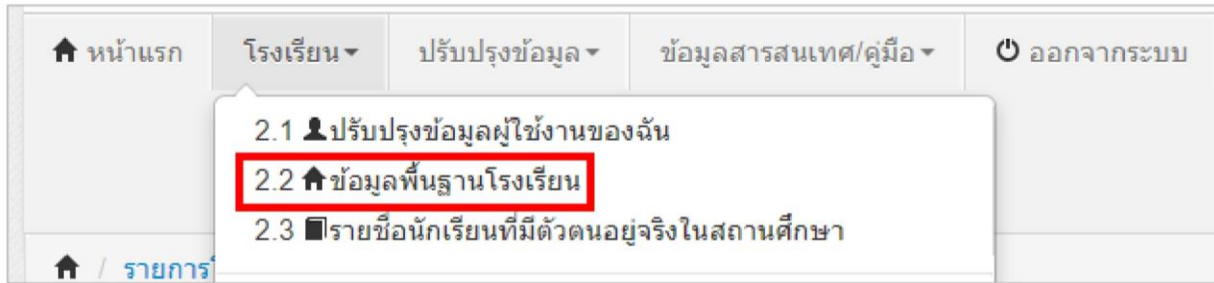 หน้าแรก โรงเรียน ปรับปรุงข้อมูล ข้อมูลสารสนเทศ/คู่มือ ออกจากระบบ
2.1 ปรับปรุงข้อมูลผู้ใช้งานของฉัน
2.2 ข้อมูลพื้นฐานโรงเรียน
2.3 รายชื่อนักเรียนที่มีตัวตนอยู่จริงในสถานศึกษา
/ รายการ